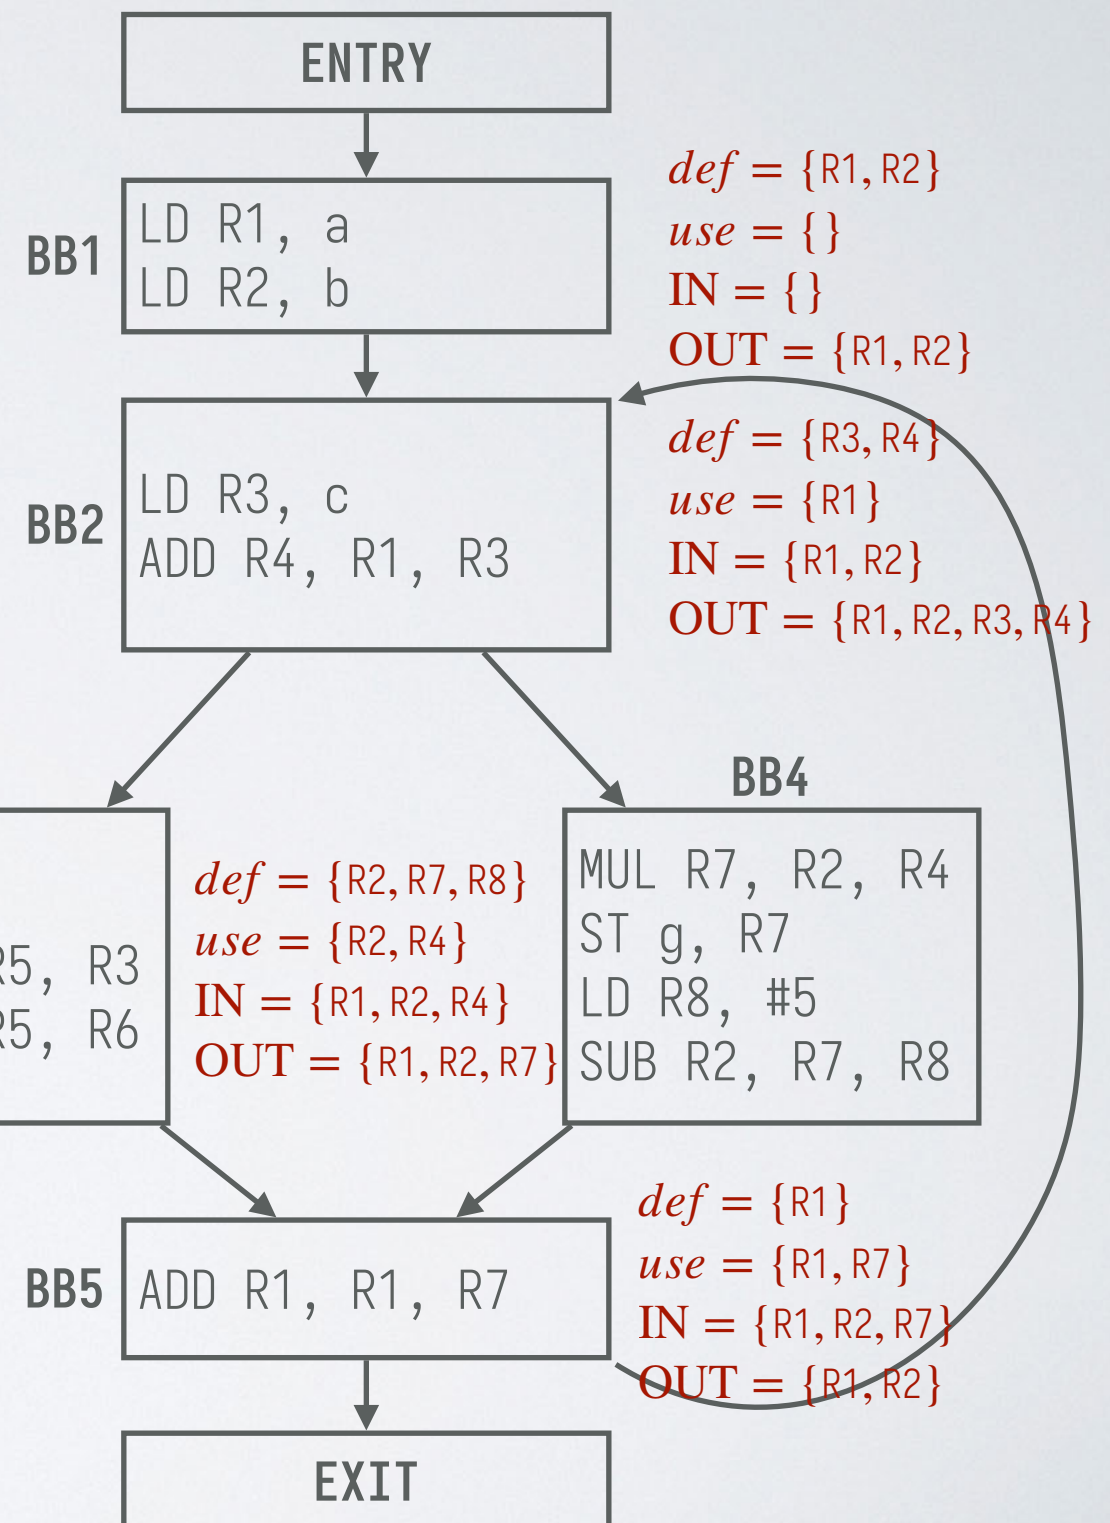 ENTRY
def = {R1, R2}
use = {}
IN = {}
OUT = {R1, R2}
BB1
LD R1, a
LD R2, b
def = {R3, R4}
use = {R1}
IN = {R1, R2}
OUT = {R1, R2, R3, R4}
BB2
LD R3, c
ADD R4, R1, R3
BB4
R5, R3
R5, R6
def = {R2, R7, R8}
use = {R2, R4}
IN = {R1, R2, R4}
OUT = {R1, R2, R7}
MUL R7, R2, R4
ST g, R7
LD R8, #5
SUB R2, R7, R8
BB5
ADD R1, R1, R7
def = {R1}
use = {R1, R7}
IN = {R1, R2, R7}
OUT = {R1, R2}
EXIT